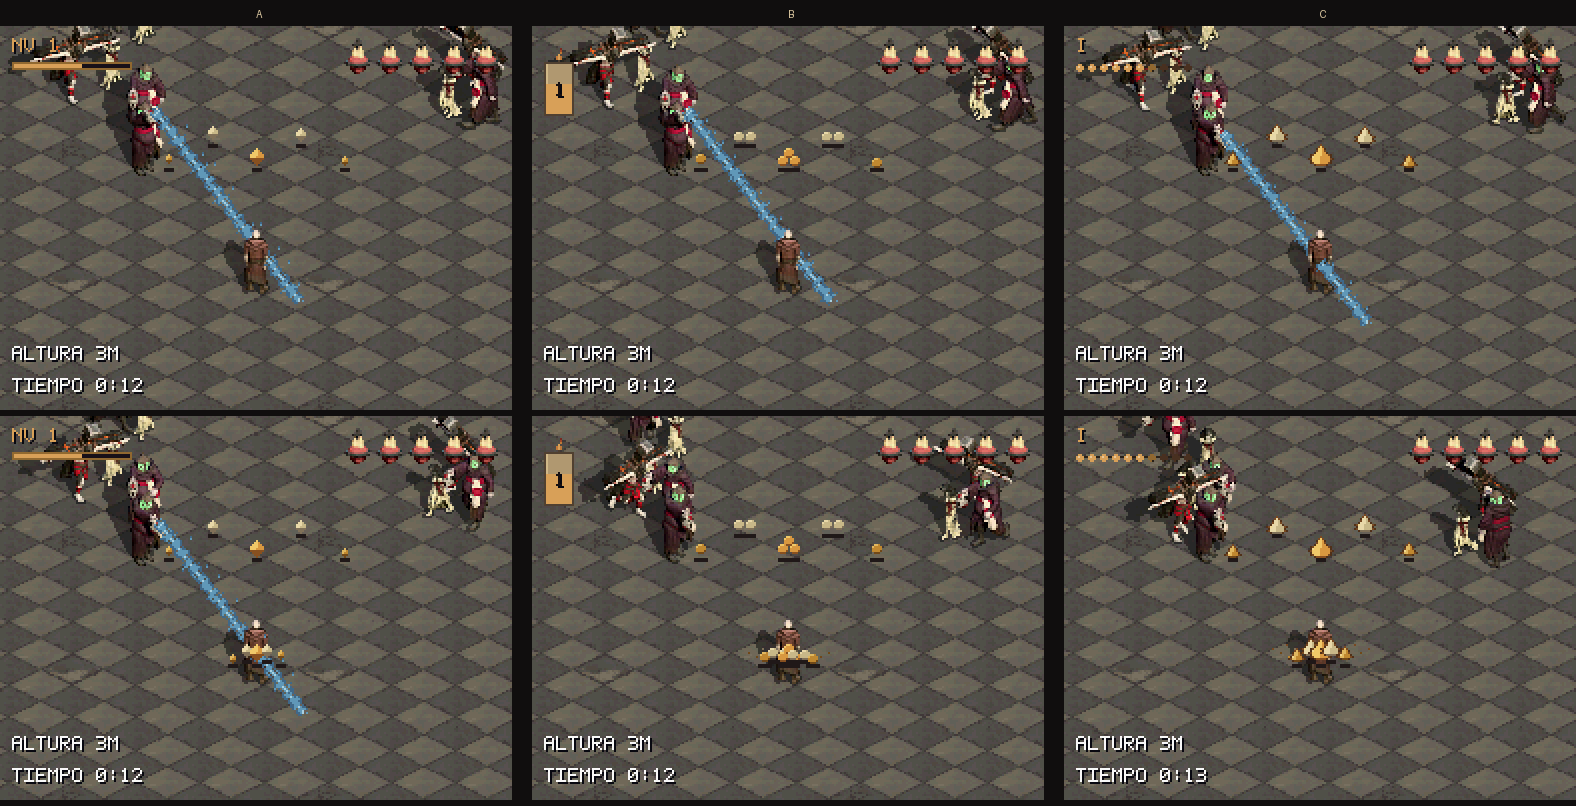 A
B
C
NV 1
1
I
ALTURA 3M
TIEMPO 0:12
ALTURA 3M
TIEMPO 0:12
ALTURA 3M
TIEMPO 0:12
NV 1
1
I
ALTURA 3M
TIEMPO 0:12
ALTURA 3M
TIEMPO 0:12
ALTURA 3M
TIEMPO 0:13